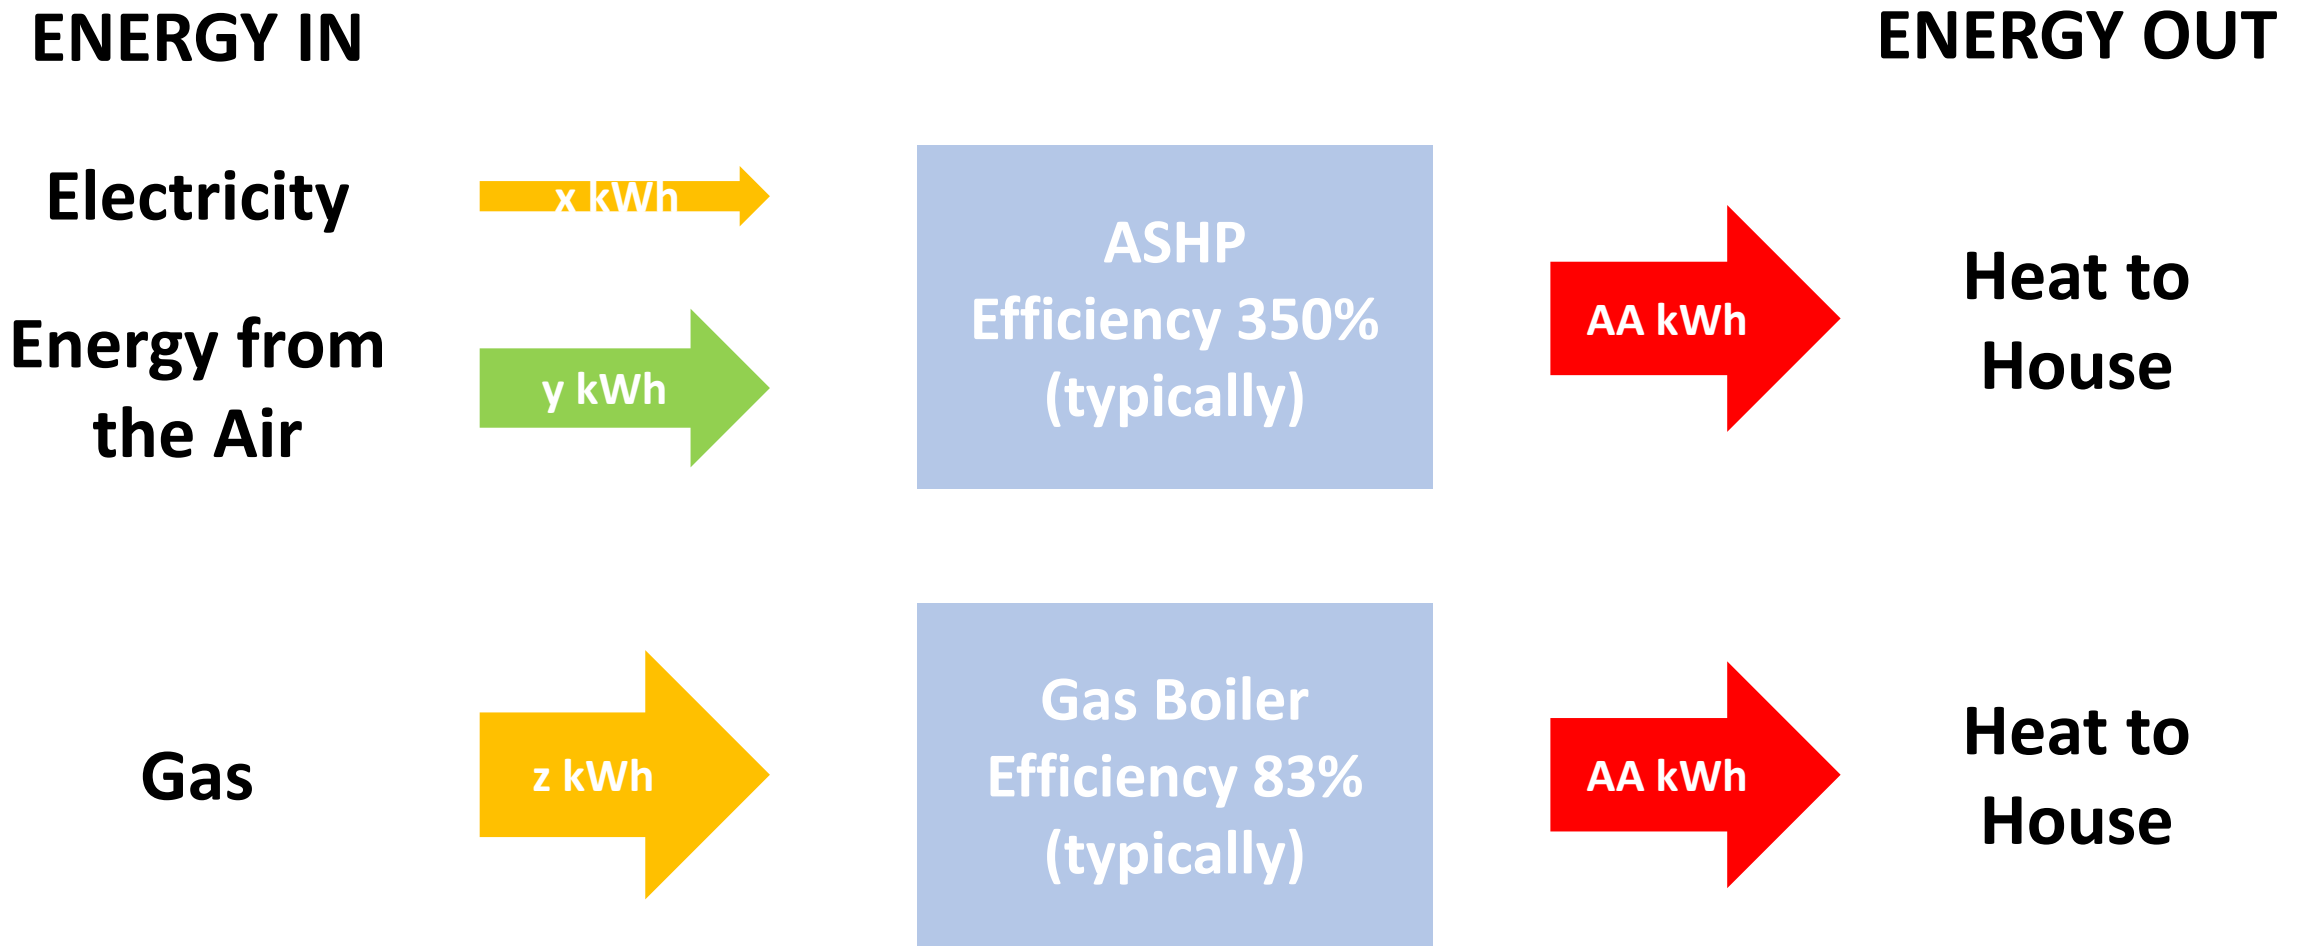 ENERGY IN
ENERGY OUT
Electricity
x kWh
Energy from
the Air
y kWh
ASHP
Efficiency 350%
(typically)
AA kWh
Heat to
House
Gas
z kWh
Gas Boiler
Efficiency 83%
(typically)
AA kWh
Heat to
House